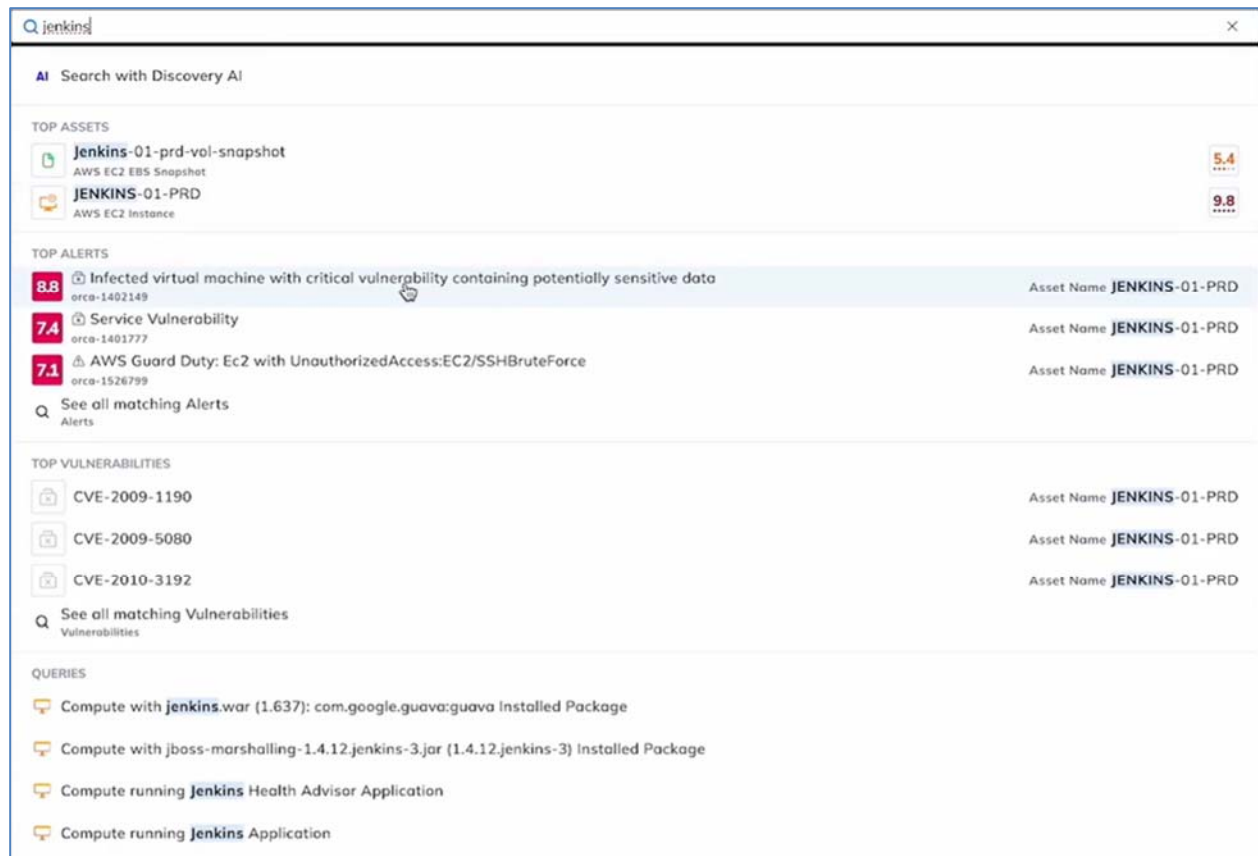 jenkins
AI Search with Discovery AI
TOP ASSETS
Jenkins-01-prd-vol-snapshot
AWS EC2 EBS Snapshot
5.4
JENKINS-01-PRD
AWS EC2 Instance
9.8
TOP ALERTS
8.8 Infected virtual machine with critical vulnerability containing potentially sensitive data
orca-1402149
Asset Name JENKINS-01-PRD
7.4 Service Vulnerability
orca-1401777
Asset Name JENKINS-01-PRD
7.1 AWS Guard Duty: Ec2 with UnauthorizedAccess:EC2/SSHBruteForce
orca-1526799
Asset Name JENKINS-01-PRD
See all matching Alerts
Alerts
TOP VULNERABILITIES
CVE-2009-1190 Asset Name JENKINS-01-PRD
CVE-2009-5080 Asset Name JENKINS-01-PRD
CVE-2010-3192 Asset Name JENKINS-01-PRD
See all matching Vulnerabilities
Vulnerabilities
QUERIES
Compute with jenkins.war (1.637): com.google.guava:guava Installed Package
Compute with jboss-marshalling-1.4.12.jenkins-3.jar (1.4.12.jenkins-3) Installed Package
Compute running Jenkins Health Advisor Application
Compute running Jenkins Application